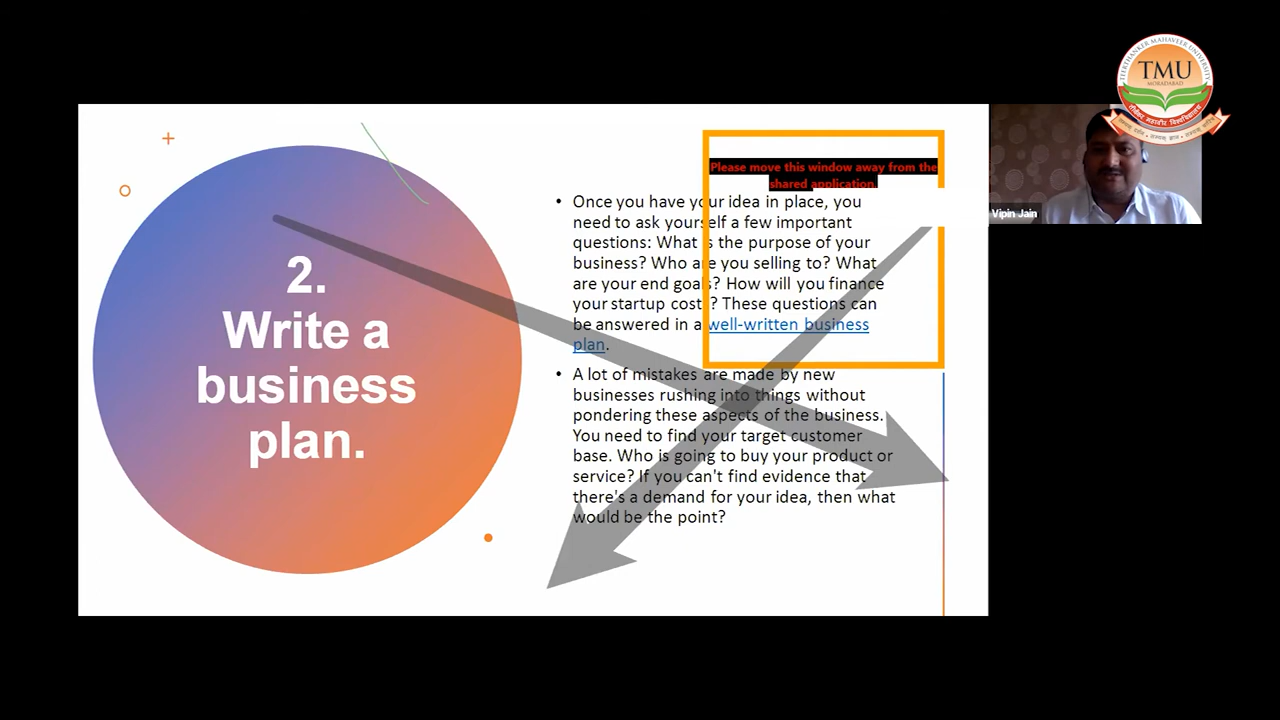 2.
Write a
business
plan.
Please move this window away from the
shared application.
• Once you have your idea in place, you
need to ask yourself a few important
questions: What is the purpose of your
business? Who are you selling to? What
are your end goals? How will you finance
your startup costs? These questions can
be answered in a well-written business
plan.
• A lot of mistakes are made by new
businesses rushing into things without
pondering these aspects of the business.
You need to find your target customer
base. Who is going to buy your product or
service? If you can't find evidence that
there's a demand for your idea, then what
would be the point?
TEERTHANKER MAHAVEER UNIVERSITY
TMU
MORADABAD
Vipin Jain